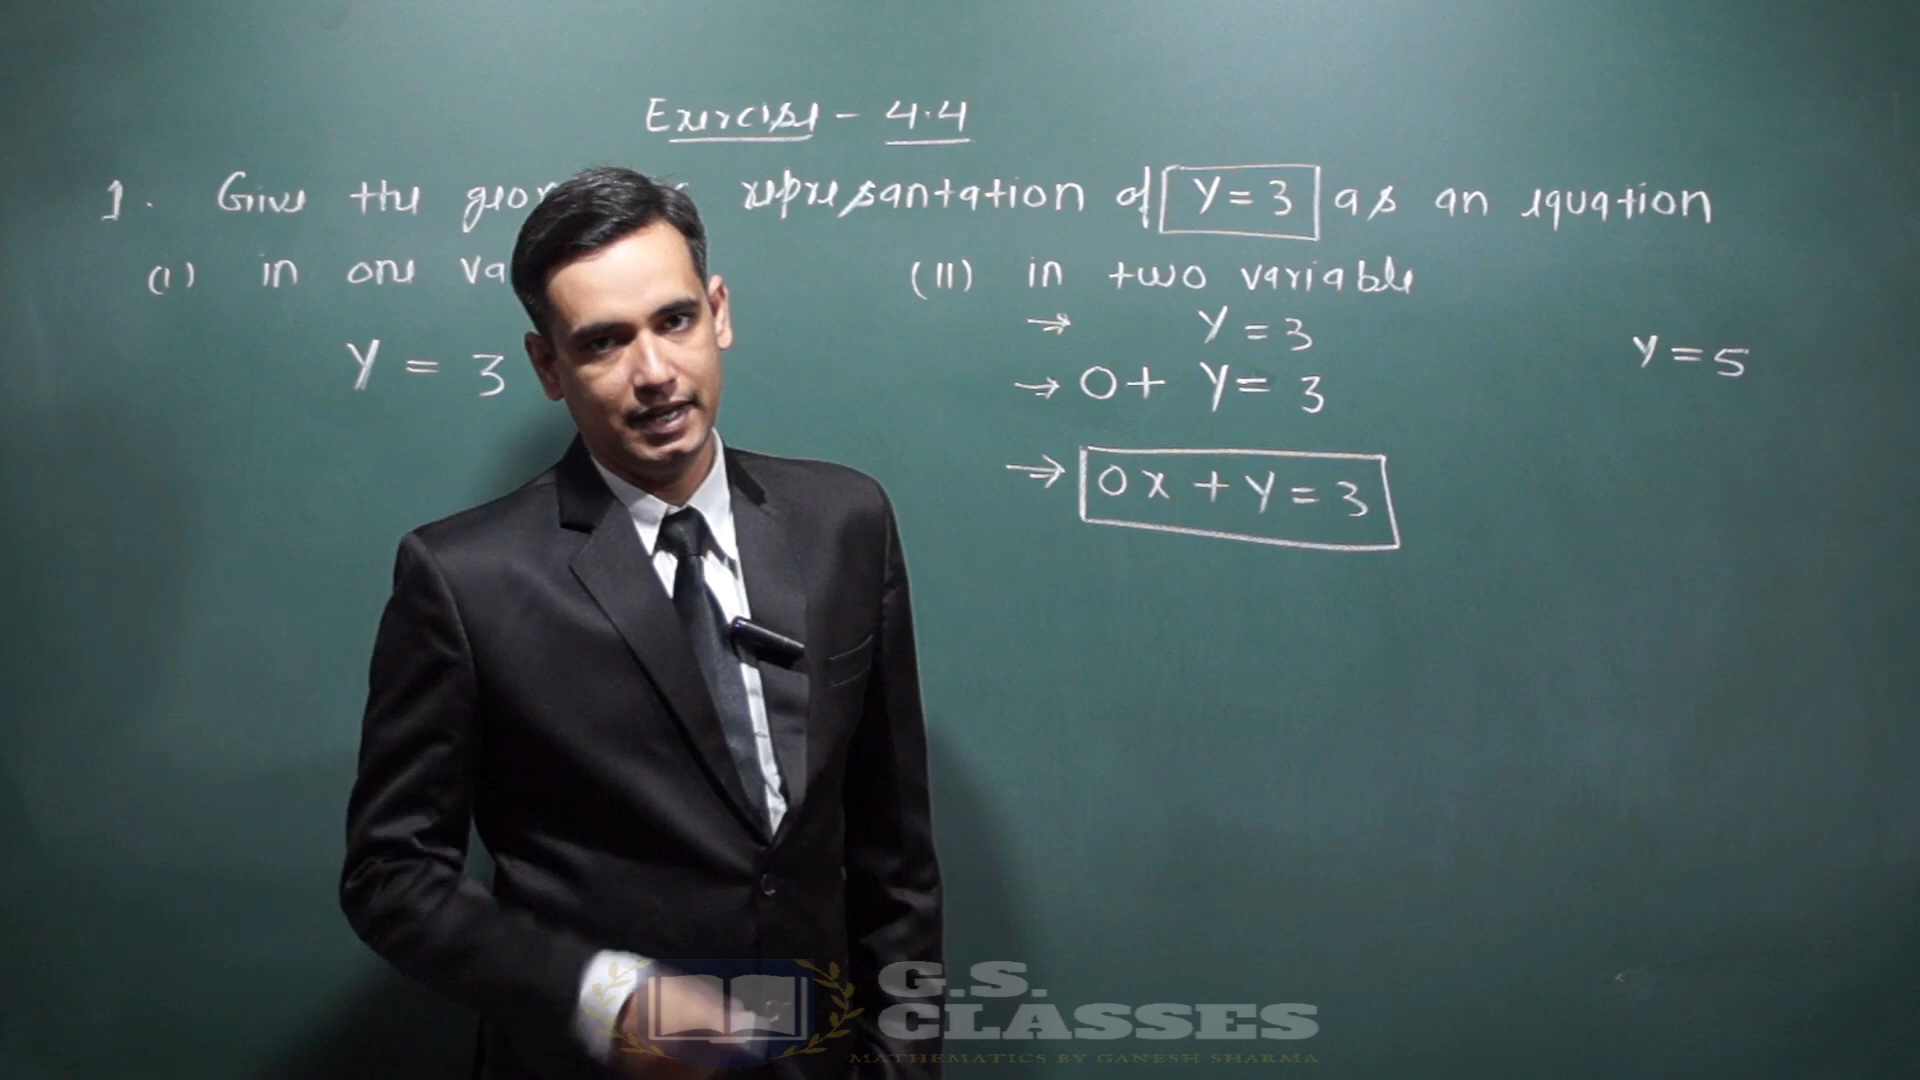 Exercise - 4.4
1. Give the geo representation of y = 3 as an equation
(I) in one va
(II) in two variable
y = 3
→ y = 3
→ 0 + y = 3
→ 0x + y = 3
y = 5
G.S.
CLASSES
MATHEMATICS BY GANESH SHARMA